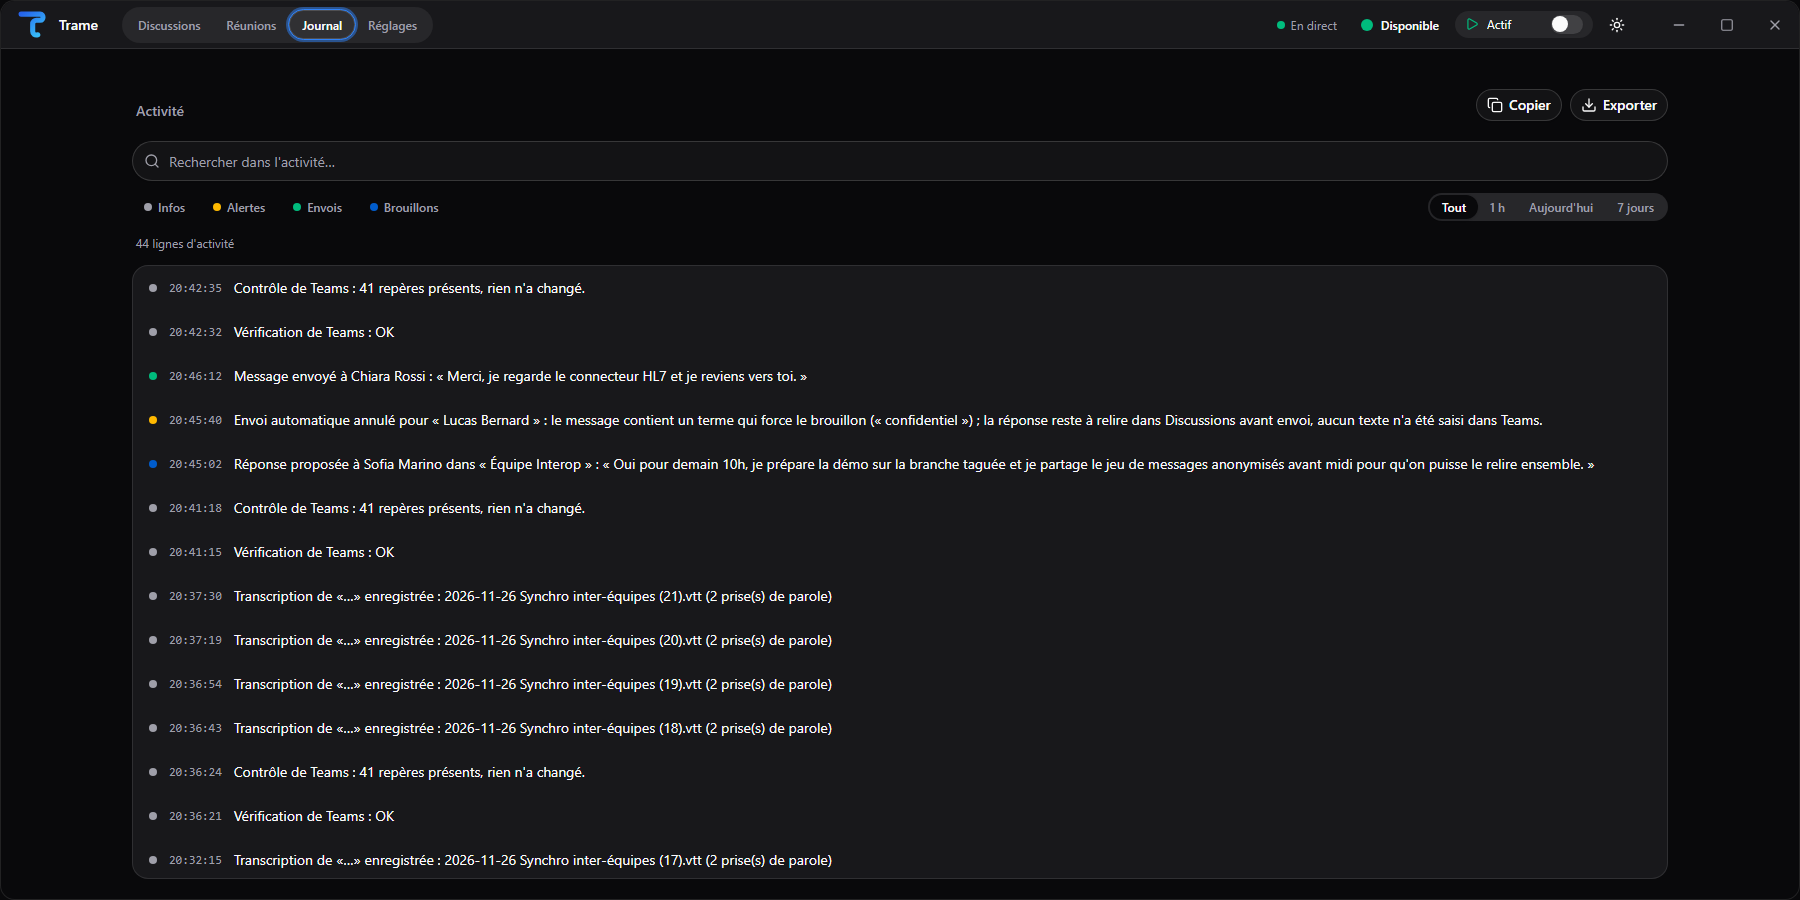 Trame Discussions Réunions Journal Réglages En direct Disponible Actif
Activité Copier Exporter
Rechercher dans l'activité...
Infos Alertes Envois Brouillons Tout 1 h Aujourd'hui 7 jours
44 lignes d'activité
20:42:35 Contrôle de Teams : 41 repères présents, rien n'a changé.
20:42:32 Vérification de Teams : OK
20:46:12 Message envoyé à Chiara Rossi : « Merci, je regarde le connecteur HL7 et je reviens vers toi. »
20:45:40 Envoi automatique annulé pour « Lucas Bernard » : le message contient un terme qui force le brouillon (« confidentiel ») ; la réponse reste à relire dans Discussions avant envoi, aucun texte n'a été saisi dans Teams.
20:45:02 Réponse proposée à Sofia Marino dans « Équipe Interop » : « Oui pour demain 10h, je prépare la démo sur la branche taguée et je partage le jeu de messages anonymisés avant midi pour qu'on puisse le relire ensemble. »
20:41:18 Contrôle de Teams : 41 repères présents, rien n'a changé.
20:41:15 Vérification de Teams : OK
20:37:30 Transcription de «...» enregistrée : 2026-11-26 Synchro inter-équipes (21).vtt (2 prise(s) de parole)
20:37:19 Transcription de «...» enregistrée : 2026-11-26 Synchro inter-équipes (20).vtt (2 prise(s) de parole)
20:36:54 Transcription de «...» enregistrée : 2026-11-26 Synchro inter-équipes (19).vtt (2 prise(s) de parole)
20:36:43 Transcription de «...» enregistrée : 2026-11-26 Synchro inter-équipes (18).vtt (2 prise(s) de parole)
20:36:24 Contrôle de Teams : 41 repères présents, rien n'a changé.
20:36:21 Vérification de Teams : OK
20:32:15 Transcription de «...» enregistrée : 2026-11-26 Synchro inter-équipes (17).vtt (2 prise(s) de parole)